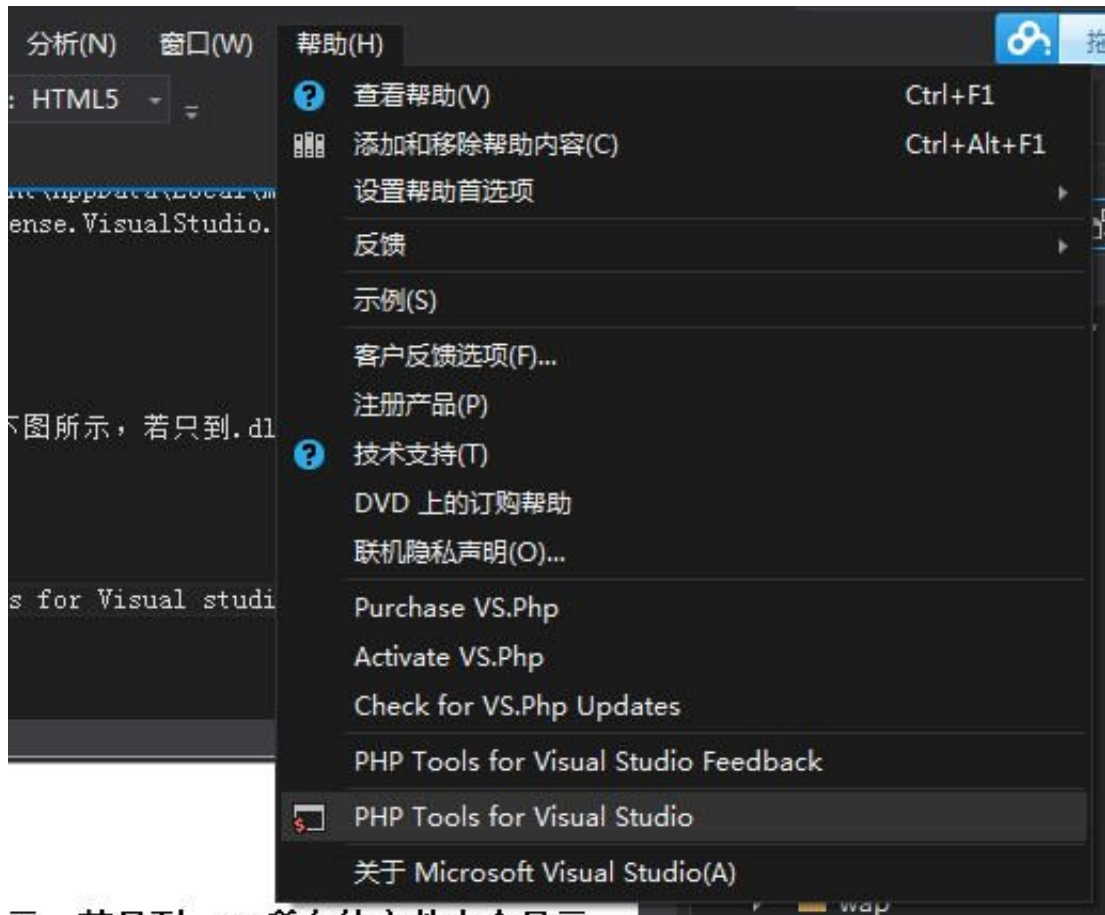 分析(N) 窗口(W) 帮助(H)
: HTML5
查看帮助(V) Ctrl+F1
添加和移除帮助内容(C) Ctrl+Alt+F1
设置帮助首选项
ense.VisualStudio.
反馈
示例(S)
客户反馈选项(F)...
注册产品(P)
下图所示，若只到.dl
技术支持(T)
DVD 上的订购帮助
联机隐私声明(O)...
s for Visual studi
Purchase VS.Php
Activate VS.Php
Check for VS.Php Updates
PHP Tools for Visual Studio Feedback
PHP Tools for Visual Studio
关于 Microsoft Visual Studio(A)
wap